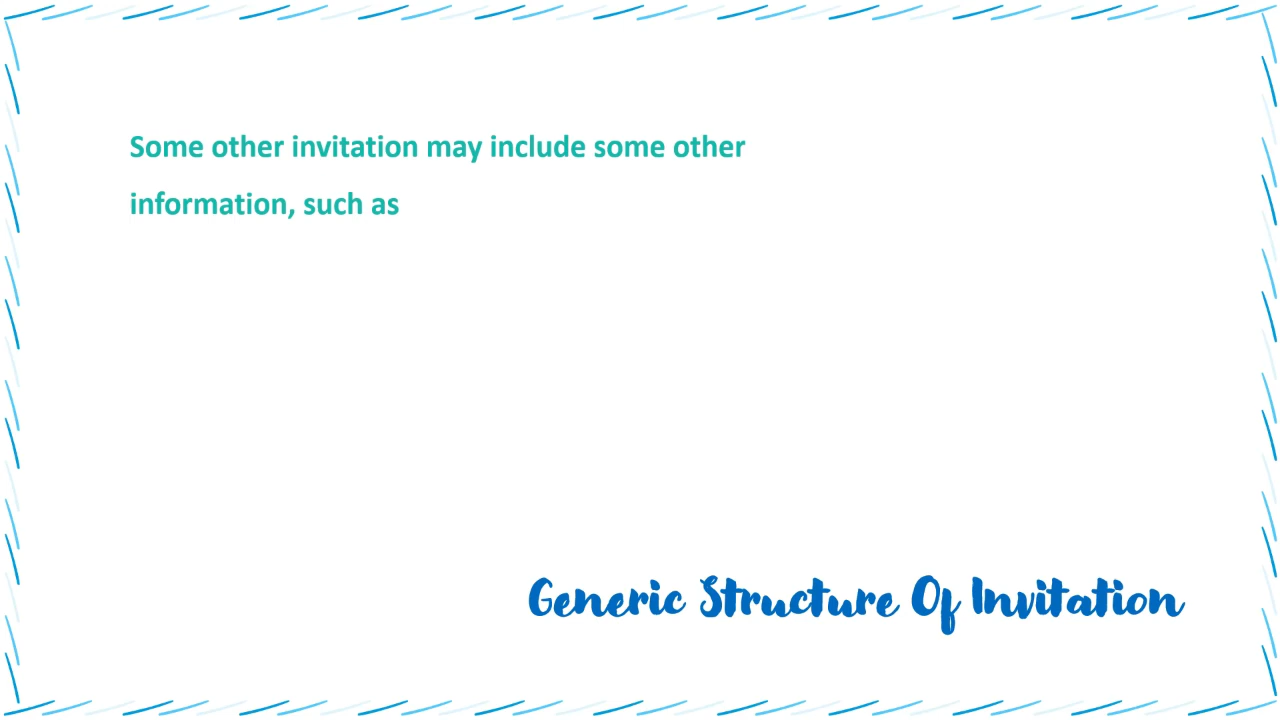 Some other invitation may include some other
information, such as
Generic Structure Of Invitation